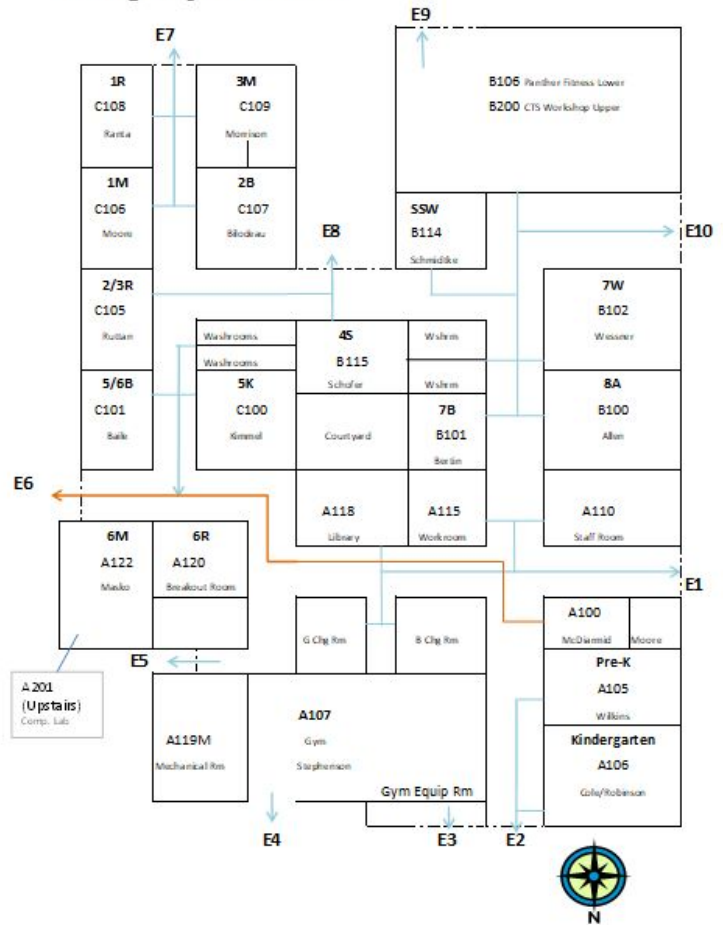 E9
E7
1R
C108
Ranta
3M
C109
Morrison
B106 Panther Fitness Lower
B200 CTS Workshop Upper
1M
C106
Moore
2B
C107
Bilodeau
5SW
B114
Schmidtke
E8
E10
2/3R
C105
Ruttan
7W
B102
Wessner
Washrooms
Washrooms
4S
B115
Schofer
Wshrm
Wshrm
5/6B
C101
Baile
5K
C100
Kimmel
Courtyard
7B
B101
Bertin
8A
B100
Allen
E6
A118
Library
A115
Workroom
A110
Staff Room
6M
A122
Masko
6R
A120
Breakout Room
E1
G Chg Rm
B Chg Rm
A100
McDiarmid
Moore
E5
Pre-K
A105
Wilkins
A201
(Upstairs)
Comp. Lab
A119M
Mechanical Rm
A107
Gym
Stephenson
Gym Equip Rm
Kindergarten
A106
Cole/Robinson
E4
E3
E2
N